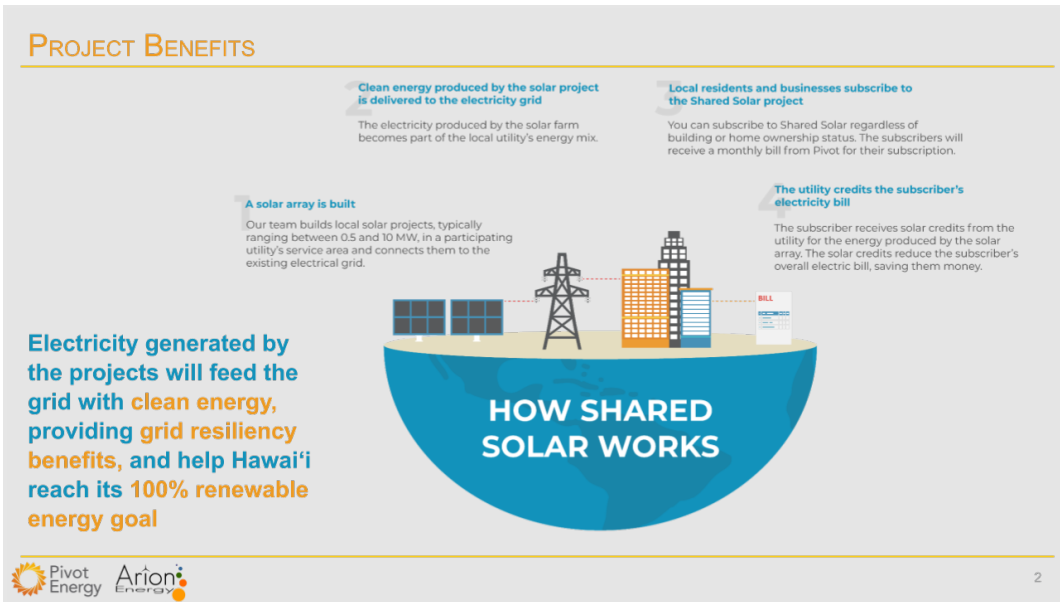 PROJECT BENEFITS
2
Clean energy produced by the solar project
is delivered to the electricity grid
The electricity produced by the solar farm
becomes part of the local utility's energy mix.
3
Local residents and businesses subscribe to
the Shared Solar project
You can subscribe to Shared Solar regardless of
building or home ownership status. The subscribers will
receive a monthly bill from Pivot for their subscription.
1
A solar array is built
Our team builds local solar projects, typically
ranging between 0.5 and 10 MW, in a participating
utility's service area and connects them to the
existing electrical grid.
4
The utility credits the subscriber's
electricity bill
The subscriber receives solar credits from the
utility for the energy produced by the solar
array. The solar credits reduce the subscriber's
overall electric bill, saving them money.
BILL
Electricity generated by
the projects will feed the
grid with clean energy,
providing grid resiliency
benefits, and help Hawai‘i
reach its 100% renewable
energy goal
HOW SHARED
SOLAR WORKS
Pivot
Energy
Arion
Energy
2